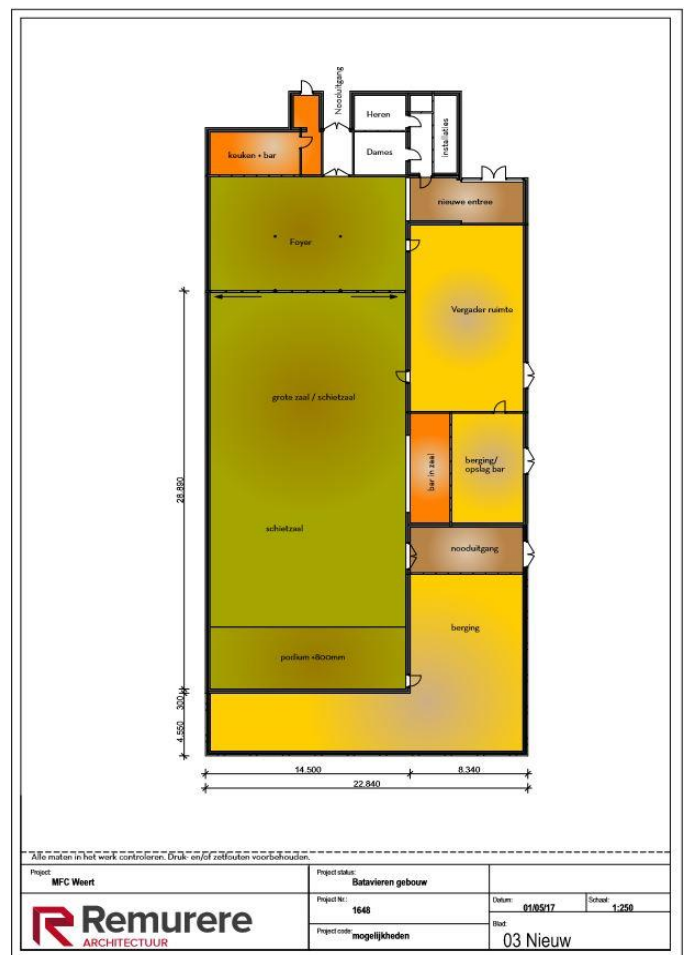 Nooduitgang
Heren
Dames
installaties
keuken + bar
nieuwe entree
Foyer
Vergader ruimte
grote zaal / schietzaal
28.890
bar in zaal
berging/
opslag bar
schietzaal
nooduitgang
berging
podium +800mm
300
4.550
14.500
8.340
22.840
Alle maten in het werk controleren. Druk- en/of zetfouten voorbehouden.
Project:
MFC Weert
Project status:
Batavieren gebouw
Project Nr.:
1648
Datum:
01/05/17
Schaal:
1:250
Project code:
mogelijkheden
Blad:
03 Nieuw
Remurere
ARCHITECTUUR